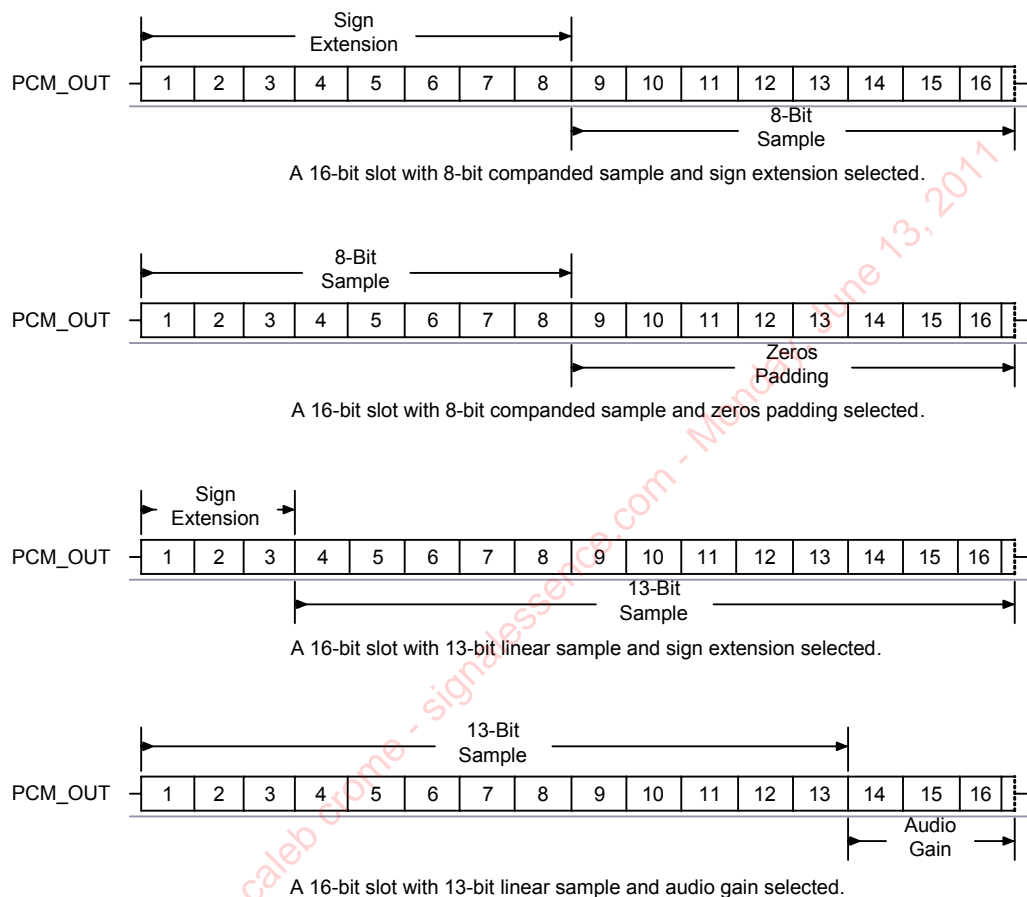 Sign
Extension
PCM_OUT 1 2 3 4 5 6 7 8 9 10 11 12 13 14 15 16
8-Bit
Sample
A 16-bit slot with 8-bit companded sample and sign extension selected.
8-Bit
Sample
PCM_OUT 1 2 3 4 5 6 7 8 9 10 11 12 13 14 15 16
Zeros
Padding
A 16-bit slot with 8-bit companded sample and zeros padding selected.
Sign
Extension
PCM_OUT 1 2 3 4 5 6 7 8 9 10 11 12 13 14 15 16
13-Bit
Sample
A 16-bit slot with 13-bit linear sample and sign extension selected.
13-Bit
Sample
PCM_OUT 1 2 3 4 5 6 7 8 9 10 11 12 13 14 15 16
Audio
Gain
A 16-bit slot with 13-bit linear sample and audio gain selected.
caleb crome - signalessence.com - Monday, June 13, 2011